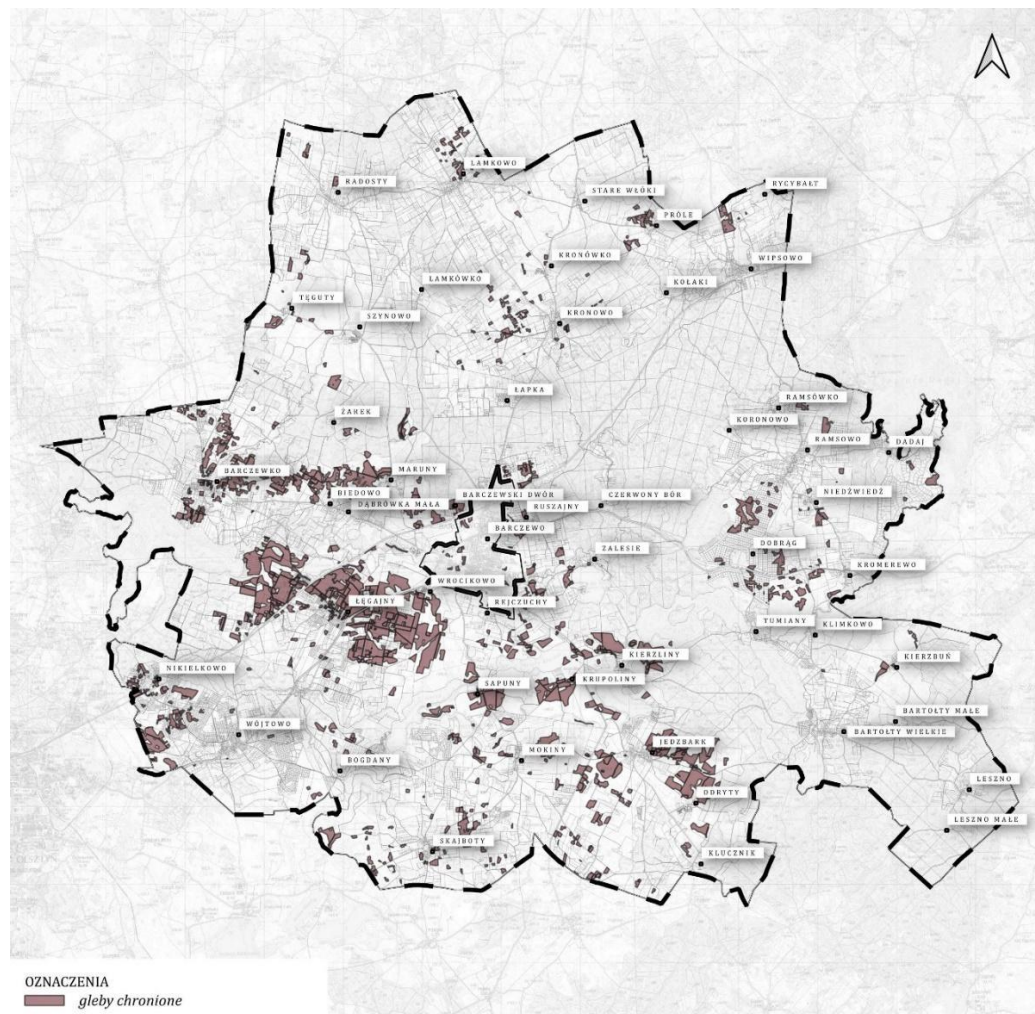 LAMKOWO
RADOSTY
RYCYBAŁT
STARE WŁÓKI
PRÓLE
KRONÓWKO
WIPSOWO
LAMKÓWKO
KOŁAKI
TĘGUTY
SZYNOWO
KRONOWO
ŁAPKA
RAMSÓWKO
ŻAREK
KORONOWO
RAMSOWO
DADAJ
BARCZEWKO
MARUNY
BIEDOWO
BARCZEWSKI DWÓR
CZERWONY BÓR
NIEDŹWIEDŹ
DĄBRÓWKA MAŁA
RUSZAJNY
BARCZEWO
ZALESIE
DOBRĄG
KROMEREWO
WROCIKOWO
ŁĘGAJNY
REJCZUCHY
TUMIANY
KLIMKOWO
KIERZLINY
KIERZBUŃ
NIKIELKOWO
SAPUNY
KRUPOLINY
BARTOŁTY MAŁE
WÓJTOWO
BARTOŁTY WIELKIE
JEDZBARK
MOKINY
BOGDANY
LESZNO
ODRYTY
LESZNO MAŁE
SKAJBOTY
KLUCZNIK
OZNACZENIA
gleby chronione